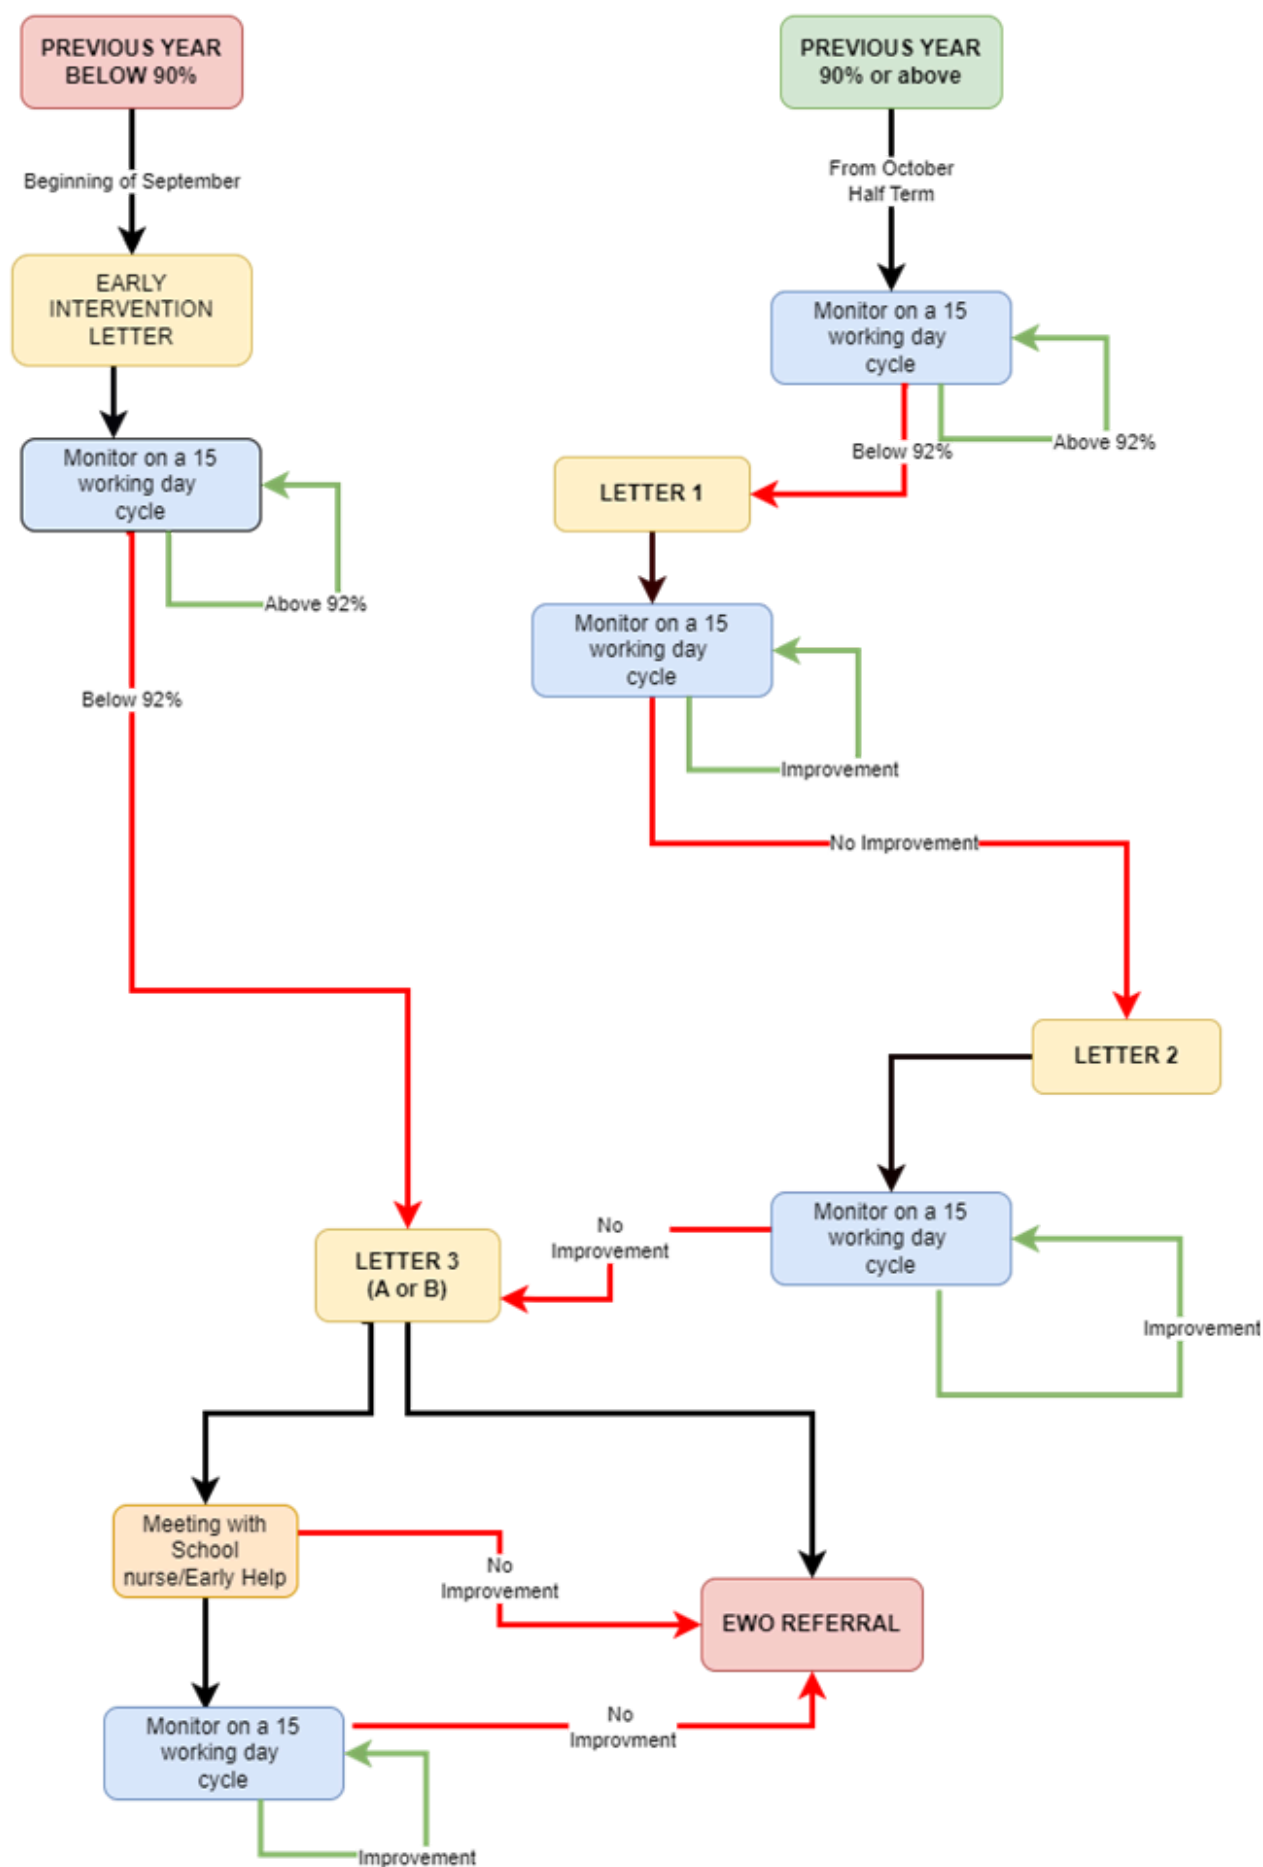 PREVIOUS YEAR
BELOW 90%
PREVIOUS YEAR
90% or above
Beginning of September
From October
Half Term
EARLY
INTERVENTION
LETTER
Monitor on a 15
working day
cycle
Above 92%
Below 92%
Monitor on a 15
working day
cycle
Above 92%
Below 92%
LETTER 1
Monitor on a 15
working day
cycle
Improvement
No Improvement
LETTER 2
Monitor on a 15
working day
cycle
Improvement
No
Improvement
LETTER 3
(A or B)
Meeting with
School
nurse/Early Help
No
Improvement
EWO REFERRAL
Monitor on a 15
working day
cycle
No
Improvment
Improvement